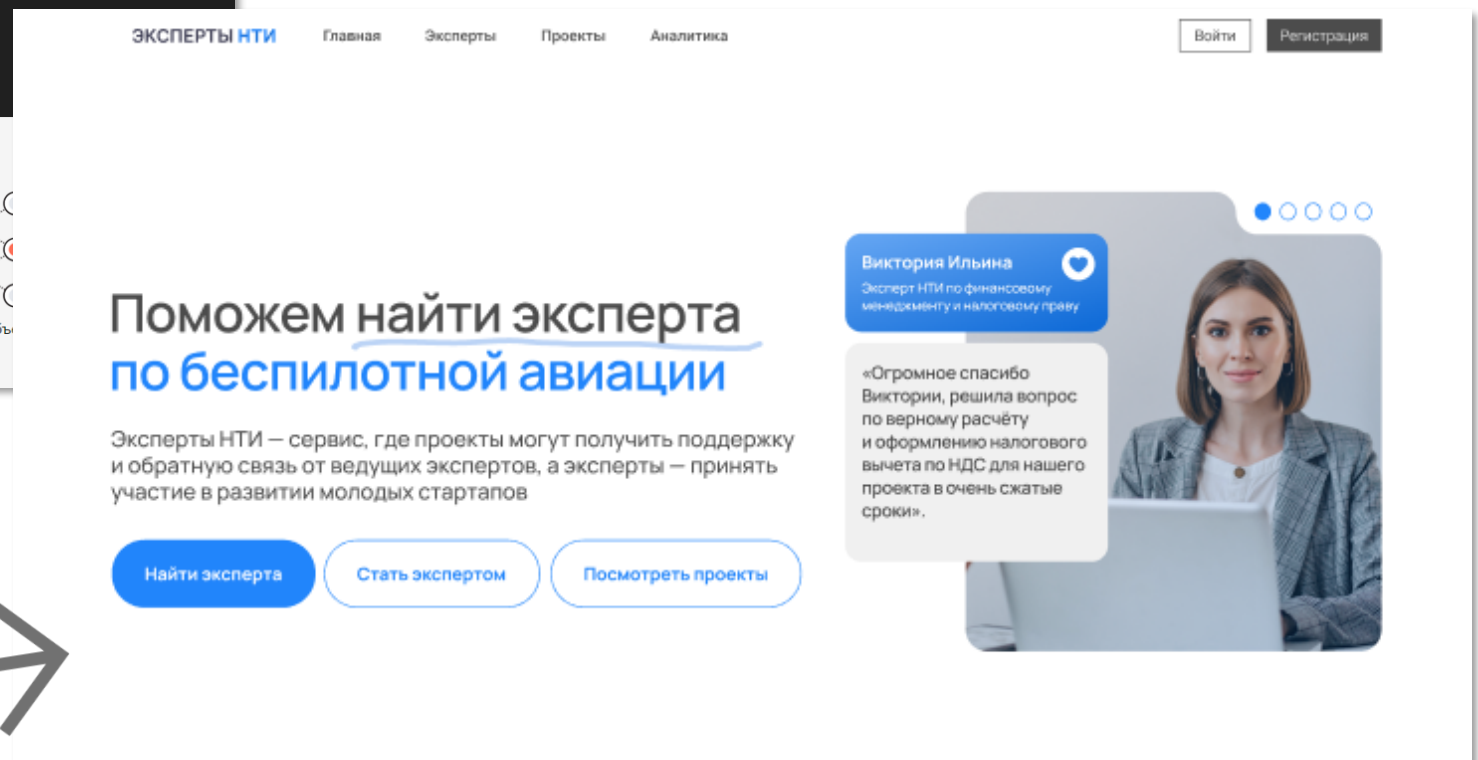 ЭКСПЕРТЫ НТИ
Главная
Эксперты
Проекты
Аналитика
Войти
Регистрация
Поможем найти эксперта
по беспилотной авиации
Эксперты НТИ — сервис, где проекты могут получить поддержку
и обратную связь от ведущих экспертов, а эксперты — принять
участие в развитии молодых стартапов
Найти эксперта
Стать экспертом
Посмотреть проекты
Виктория Ильина
Эксперт НТИ по финансовому
менеджменту и налоговому праву
«Огромное спасибо
Виктории, решила вопрос
по верному расчёту
и оформлению налогового
вычета по НДС для нашего
проекта в очень сжатые
сроки».